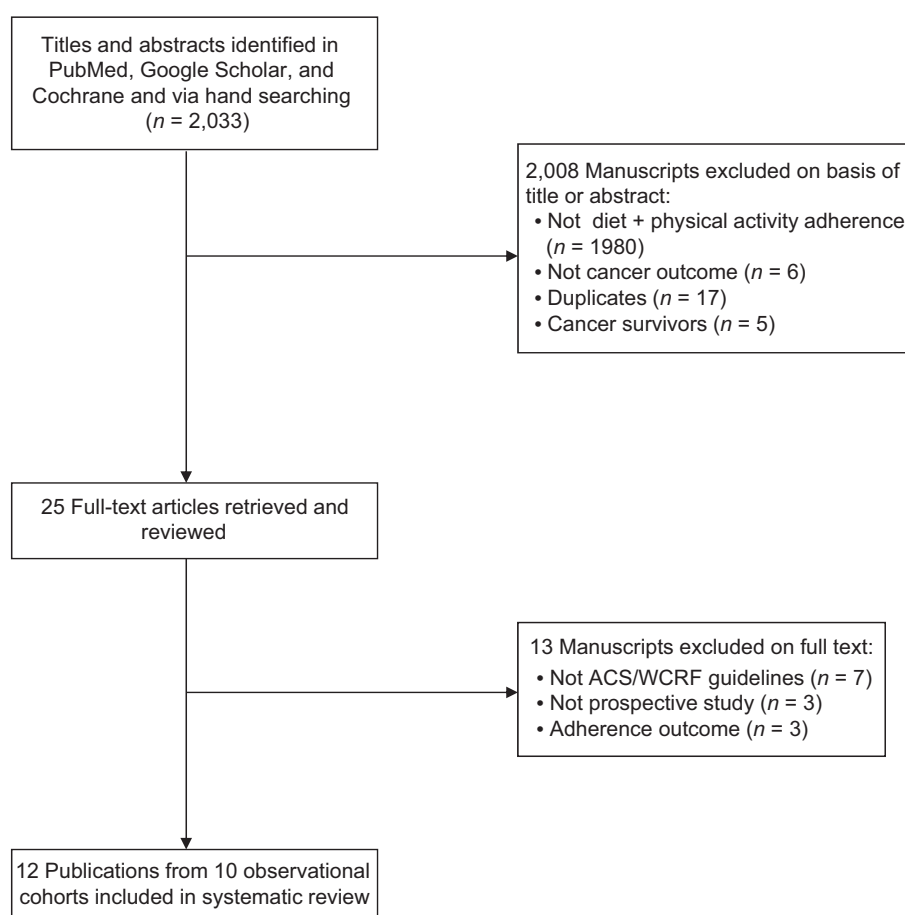 Titles and abstracts identified in
PubMed, Google Scholar, and
Cochrane and via hand searching
(n = 2,033)
2,008 Manuscripts excluded on basis of
title or abstract:
• Not diet + physical activity adherence
(n = 1980)
• Not cancer outcome (n = 6)
• Duplicates (n = 17)
• Cancer survivors (n = 5)
25 Full-text articles retrieved and
reviewed
13 Manuscripts excluded on full text:
• Not ACS/WCRF guidelines (n = 7)
• Not prospective study (n = 3)
• Adherence outcome (n = 3)
12 Publications from 10 observational
cohorts included in systematic review